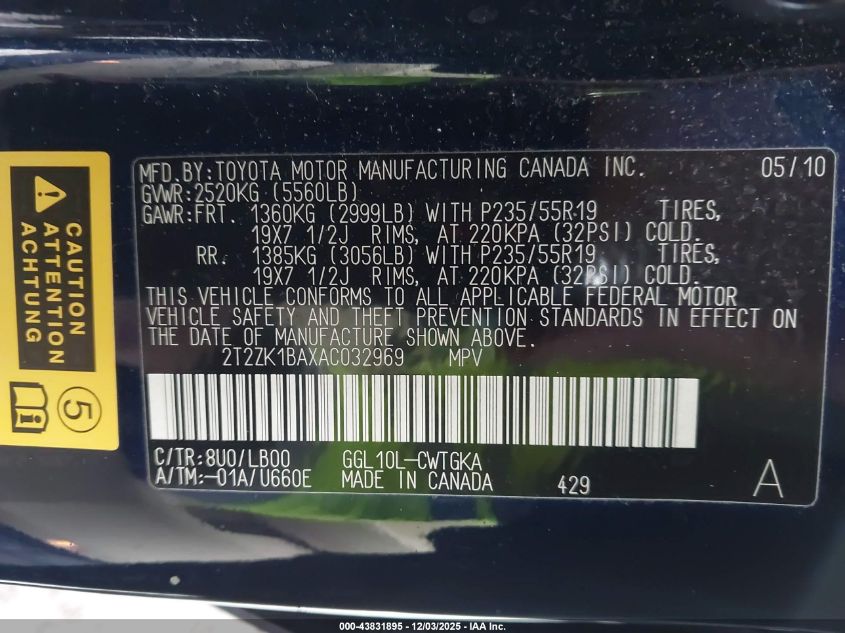 MFD.BY:TOYOTA MOTOR MANUFACTURING CANADA INC. 05/10
GVWR:2520KG (5560LB)
GAWR:FRT. 1360KG (2999LB) WITH P235/55R19 TIRES,
19X7 1/2J RIMS, AT 220KPA (32PSI) COLD.
RR. 1385KG (3056LB) WITH P235/55R19 TIRES,
19X7 1/2J RIMS, AT 220KPA (32PSI) COLD.
THIS VEHICLE CONFORMS TO ALL APPLICABLE FEDERAL MOTOR
VEHICLE SAFETY AND THEFT PREVENTION STANDARDS IN EFFECT ON
THE DATE OF MANUFACTURE SHOWN ABOVE.
2T2ZK1BAXAC032969 MPV
C/TR:8U0/LB00 GGL10L-CWTGKA
A/TM:-01A/U660E MADE IN CANADA 429 A
CAUTION
ATTENTION
ACHTUNG
5
000-43831895 - 12/03/2025 - IAA Inc.